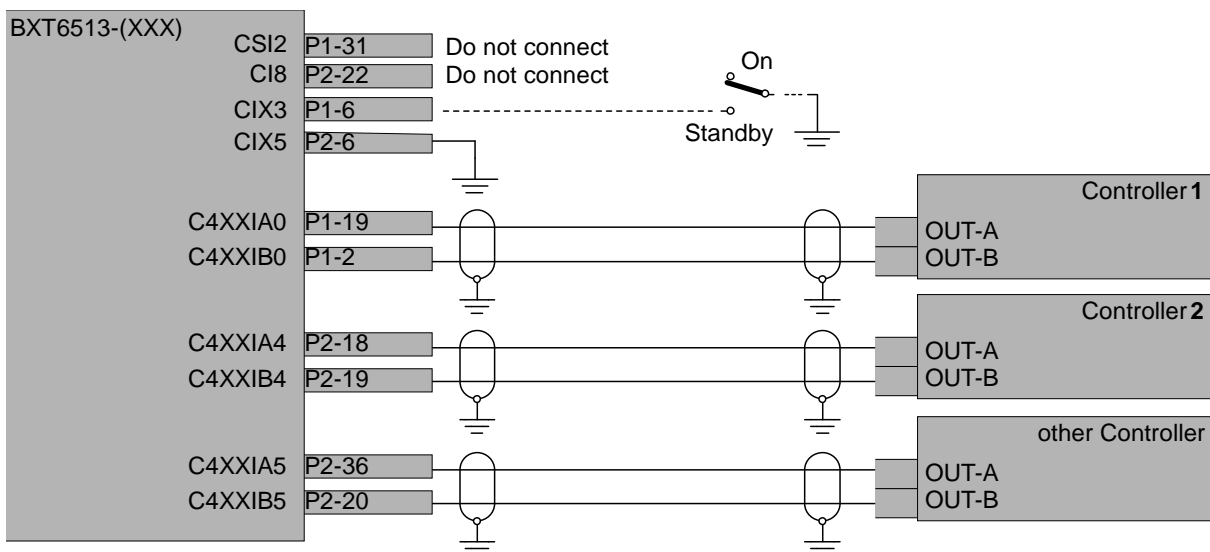 BXT6513-(XXX)
CSI2 P1-31 Do not connect
CI8 P2-22 Do not connect
On
CIX3 P1-6
Standby
CIX5 P2-6
Controller 1
C4XXIA0 P1-19 OUT-A
C4XXIB0 P1-2 OUT-B
Controller 2
C4XXIA4 P2-18 OUT-A
C4XXIB4 P2-19 OUT-B
other Controller
C4XXIA5 P2-36 OUT-A
C4XXIB5 P2-20 OUT-B